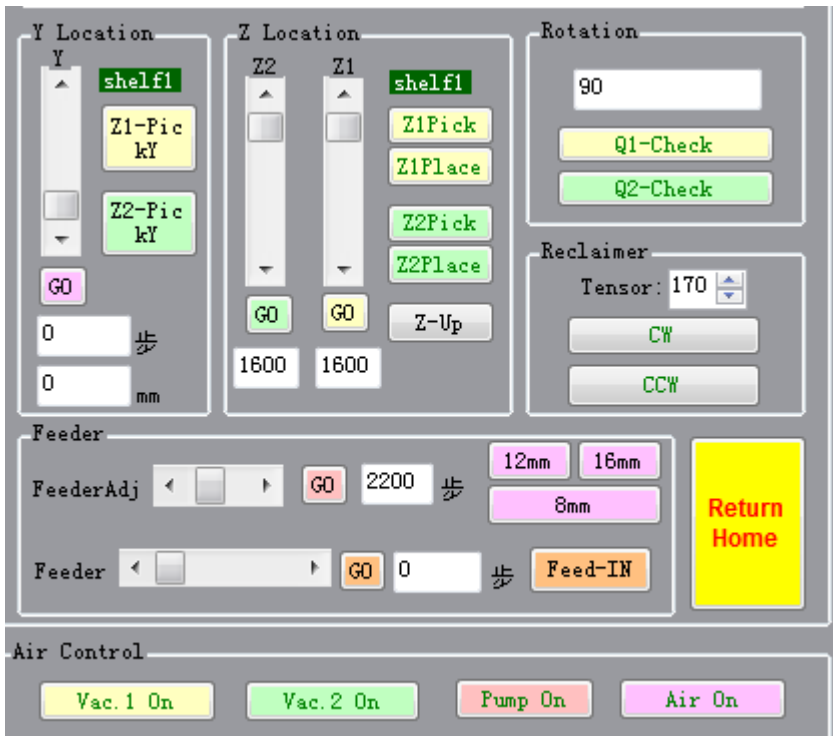 Y Location
Y
shelf1
Z1-Pic
kY
Z2-Pic
kY
GO
0
步
0
mm
Z Location
Z2
Z1
shelf1
Z1Pick
Z1Place
Z2Pick
Z2Place
GO
GO
Z-Up
1600
1600
Rotation
90
Q1-Check
Q2-Check
Reclaimer
Tensor: 170
CW
CCW
Feeder
FeederAdj
GO
2200
步
12mm
16mm
8mm
Feeder
GO
0
步
Feed-IN
Return
Home
Air Control
Vac.1 On
Vac.2 On
Pump On
Air On